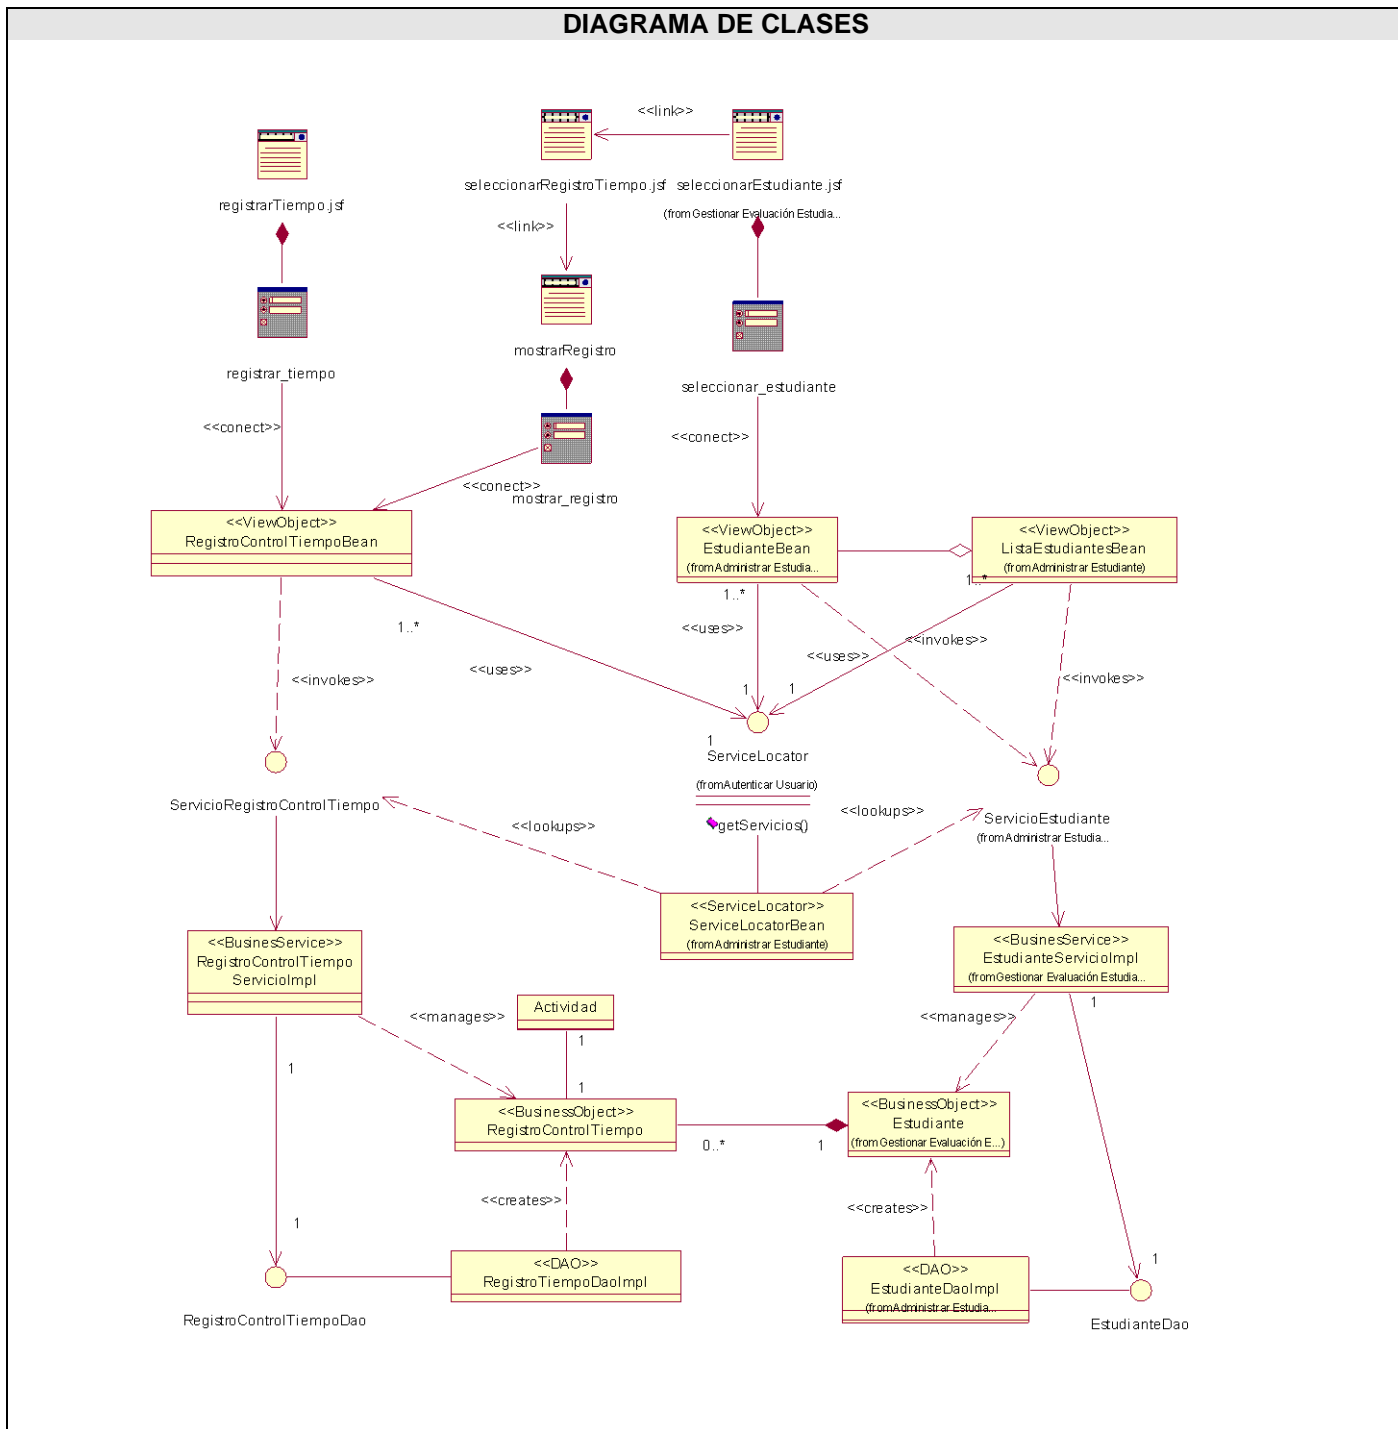 DIAGRAMA DE CLASES
<<link>>
registrarTiempo.jsf
seleccionarRegistroTiempo.jsf
seleccionarEstudiante.jsf
(from Gestionar Evaluación Estudia...
<<link>>
mostrarRegistro
registrar_tiempo
seleccionar_estudiante
<<conect>>
<<conect>>
<<conect>>
mostrar_registro
<<ViewObject>>
RegistroControlTiempoBean
<<ViewObject>>
EstudianteBean
(from Administrar Estudia...
<<ViewObject>>
ListaEstudiantesBean
(from Administrar Estudiante)
1..*
1..*
1..*
<<uses>>
<<invokes>>
<<uses>>
<<uses>>
<<invokes>>
<<invokes>>
1
1
1
ServiceLocator
(from Autenticar Usuario)
getServicios()
ServicioRegistroControlTiempo
<<lookups>>
<<lookups>>
ServicioEstudiante
(from Administrar Estudia...
<<ServiceLocator>>
ServiceLocatorBean
(from Administrar Estudiante)
<<BusinesService>>
RegistroControlTiempo
ServicioImpl
<<BusinesService>>
EstudianteServicioImpl
(from Gestionar Evaluación Estudia...
<<manages>>
Actividad
<<manages>>
1
1
1
1
<<BusinessObject>>
RegistroControlTiempo
<<BusinessObject>>
Estudiante
(from Gestionar Evaluación E...)
0..*
1
<<creates>>
<<creates>>
1
1
<<DAO>>
RegistroTiempoDaoImpl
<<DAO>>
EstudianteDaoImpl
(from Administrar Estudia...
RegistroControlTiempoDao
EstudianteDao